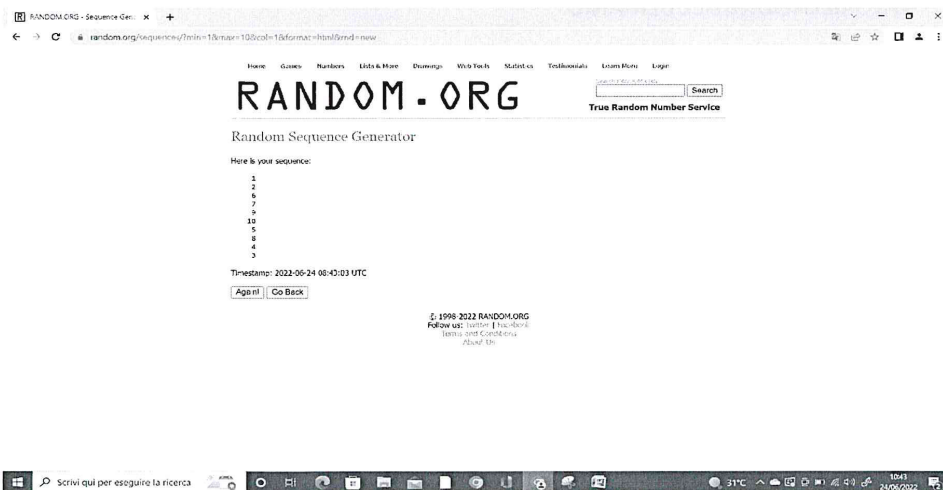 RANDOM.ORG - Sequence Gen
random.org/sequences/?min=1&max=10&col=1&format=html&rnd=new
Home Games Numbers Lists & More Drawings Web Tools Statistics Testimonials Learn More Login
RANDOM.ORG
Search
True Random Number Service
Random Sequence Generator
Here is your sequence:
1
2
6
7
9
10
5
8
4
3
Timestamp: 2022-06-24 08:43:03 UTC
Again! Go Back
© 1998-2022 RANDOM.ORG
Follow us: Twitter | Facebook
Terms and Conditions
About Us
Scrivi qui per eseguire la ricerca
31°C
10:43
24/06/2022